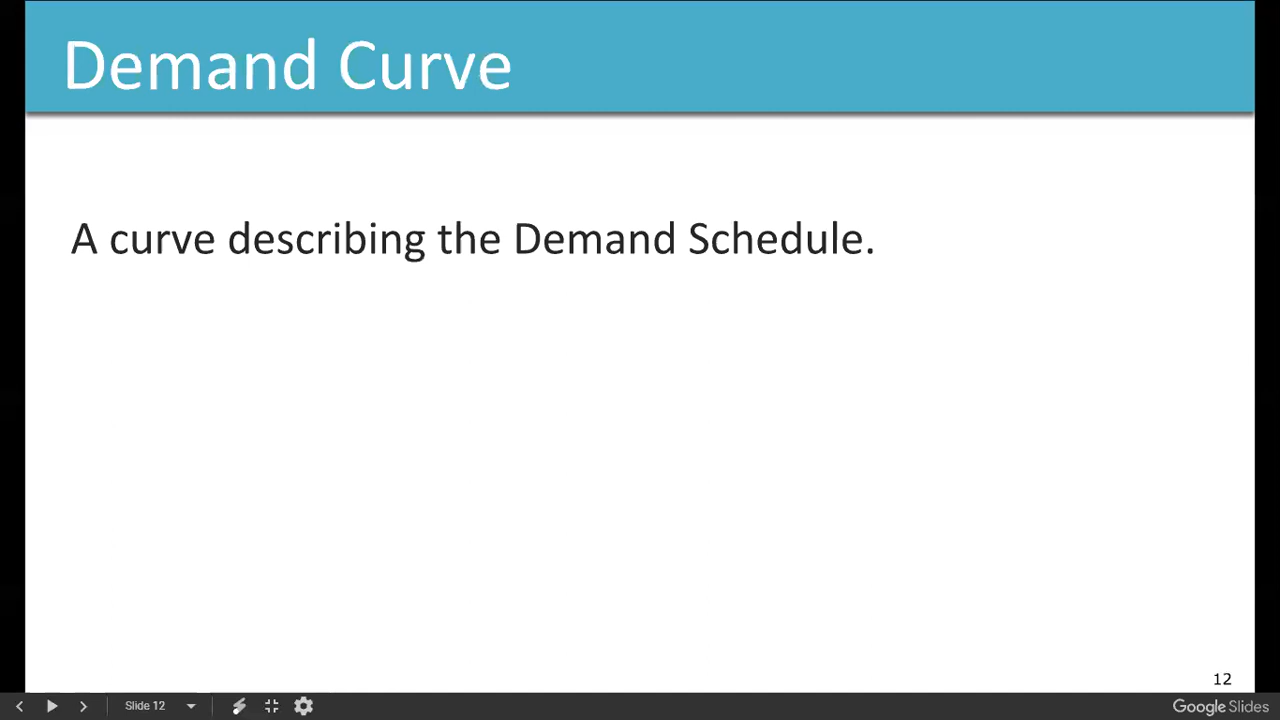 Demand Curve
A curve describing the Demand Schedule.
12
Slide 12
Google Slides